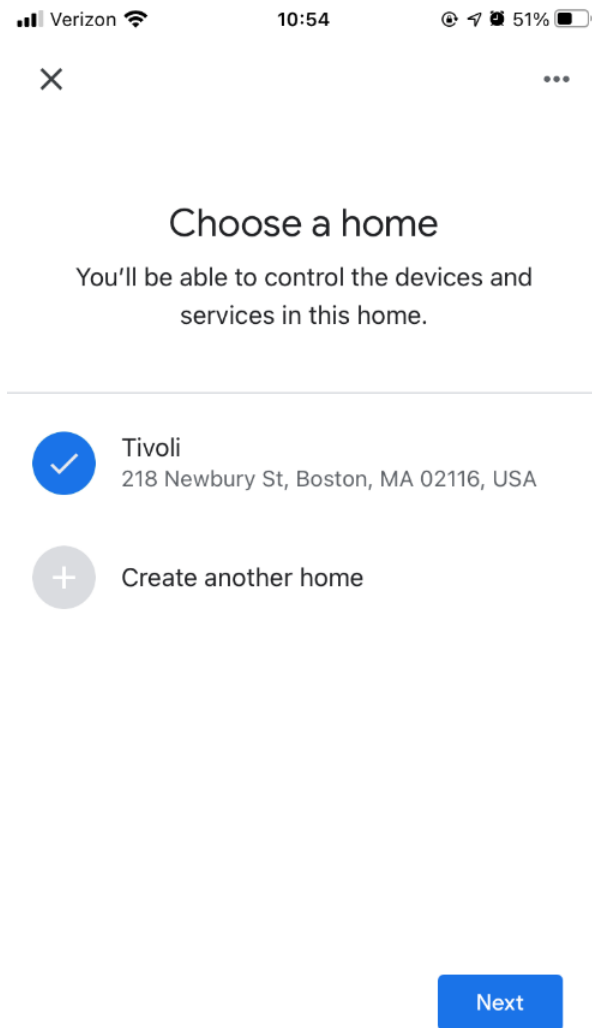 Verizon 10:54 51%
Choose a home
You'll be able to control the devices and
services in this home.
Tivoli
218 Newbury St, Boston, MA 02116, USA
Create another home
Next